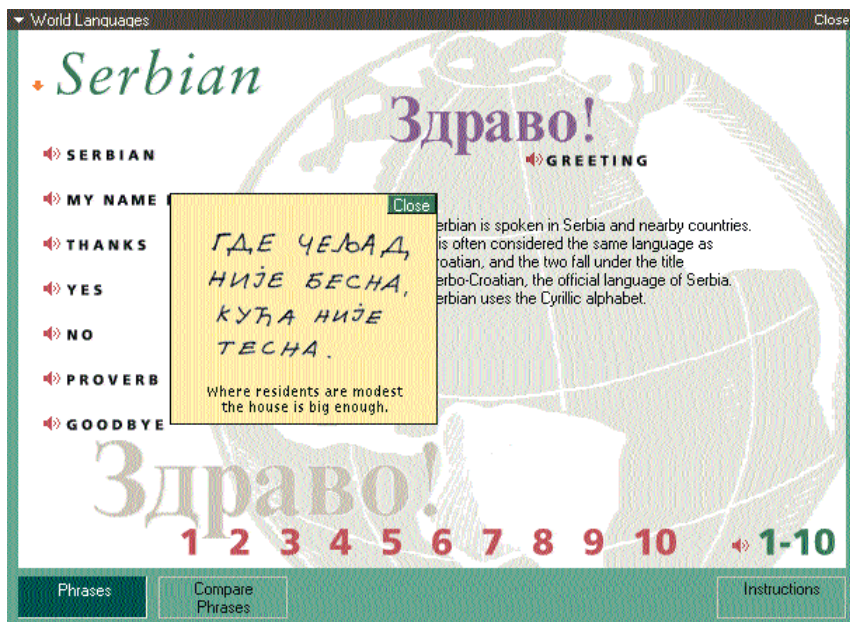 World Languages
Close
Serbian
Здраво!
GREETING
SERBIAN
MY NAME
THANKS
YES
NO
PROVERB
GOODBYE
Close
ГДЕ ЧЕЉАД
НИЈЕ БЕСНА,
КУЋА НИЈЕ
ТЕСНА.
Where residents are modest
the house is big enough.
erbian is spoken in Serbia and nearby countries.
is often considered the same language as
roatian, and the two fall under the title
erbo-Croatian, the official language of Serbia.
erbian uses the Cyrillic alphabet.
Здраво!
1 2 3 4 5 6 7 8 9 10 1-10
Phrases
Compare
Phrases
Instructions